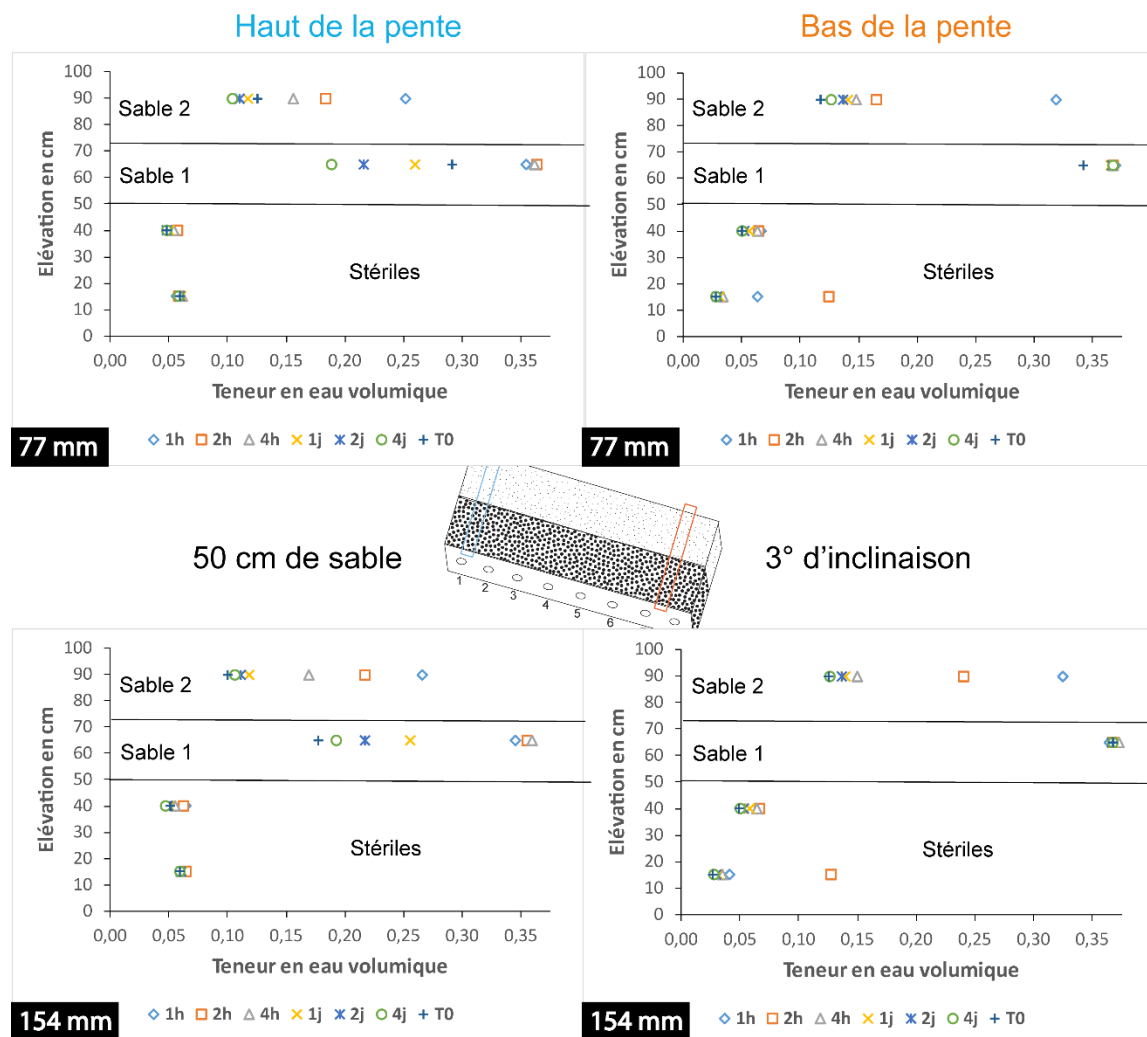 Haut de la pente
Bas de la pente
Elévation en cm
100
90
80
70
60
50
40
30
20
10
0
Sable 2
Sable 1
Stériles
0,00 0,05 0,10 0,15 0,20 0,25 0,30 0,35
Teneur en eau volumique
77 mm
1h 2h 4h 1j 2j 4j T0
Elévation en cm
100
90
80
70
60
50
40
30
20
10
0
Sable 2
Sable 1
Stériles
0,00 0,05 0,10 0,15 0,20 0,25 0,30 0,35
Teneur en eau volumique
77 mm
1h 2h 4h 1j 2j 4j T0
50 cm de sable
1 2 3 4 5 6
3° d'inclinaison
Elévation en cm
100
90
80
70
60
50
40
30
20
10
0
Sable 2
Sable 1
Stériles
0,00 0,05 0,10 0,15 0,20 0,25 0,30 0,35
Teneur en eau volumique
154 mm
1h 2h 4h 1j 2j 4j T0
Elévation en cm
100
90
80
70
60
50
40
30
20
10
0
Sable 2
Sable 1
Stériles
0,00 0,05 0,10 0,15 0,20 0,25 0,30 0,35
Teneur en eau volumique
154 mm
1h 2h 4h 1j 2j 4j T0